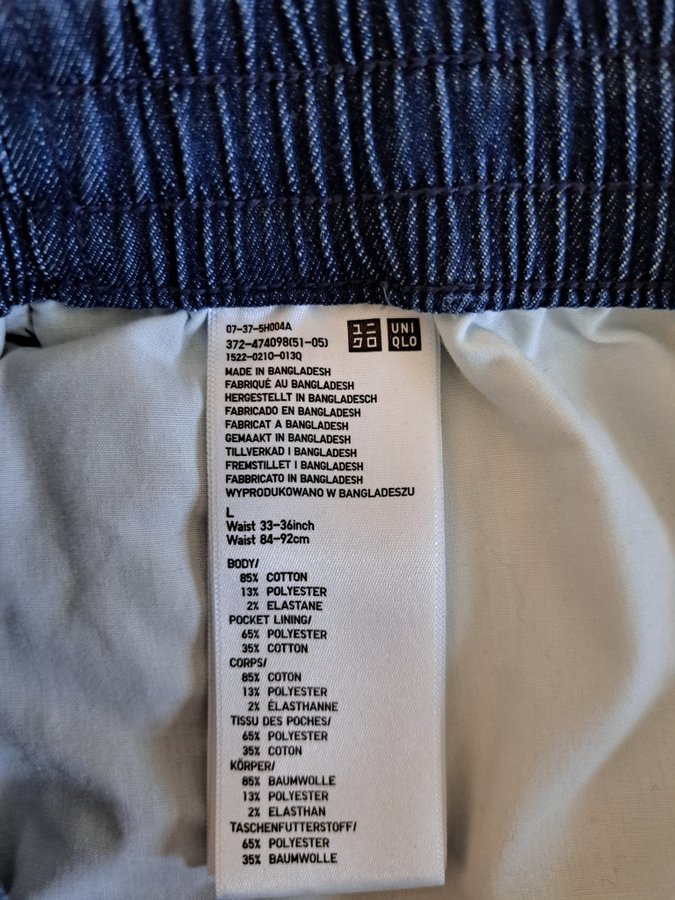 07-37-5H004A
372-474098(51-05)
1522-0210-013Q
ユニ
クロ
UNI
QLO
MADE IN BANGLADESH
FABRIQUÉ AU BANGLADESH
HERGESTELLT IN BANGLADESCH
FABRICADO EN BANGLADESH
FABRICAT A BANGLADESH
GEMAAKT IN BANGLADESH
TILLVERKAD I BANGLADESH
FREMSTILLET I BANGLADESH
FABBRICATO IN BANGLADESH
WYPRODUKOWANO W BANGLADESZU
L
Waist 33-36inch
Waist 84-92cm
BODY/
85% COTTON
13% POLYESTER
2% ELASTANE
POCKET LINING/
65% POLYESTER
35% COTTON
CORPS/
85% COTON
13% POLYESTER
2% ÉLASTHANNE
TISSU DES POCHES/
65% POLYESTER
35% COTON
KÖRPER/
85% BAUMWOLLE
13% POLYESTER
2% ELASTHAN
TASCHENFUTTERSTOFF/
65% POLYESTER
35% BAUMWOLLE